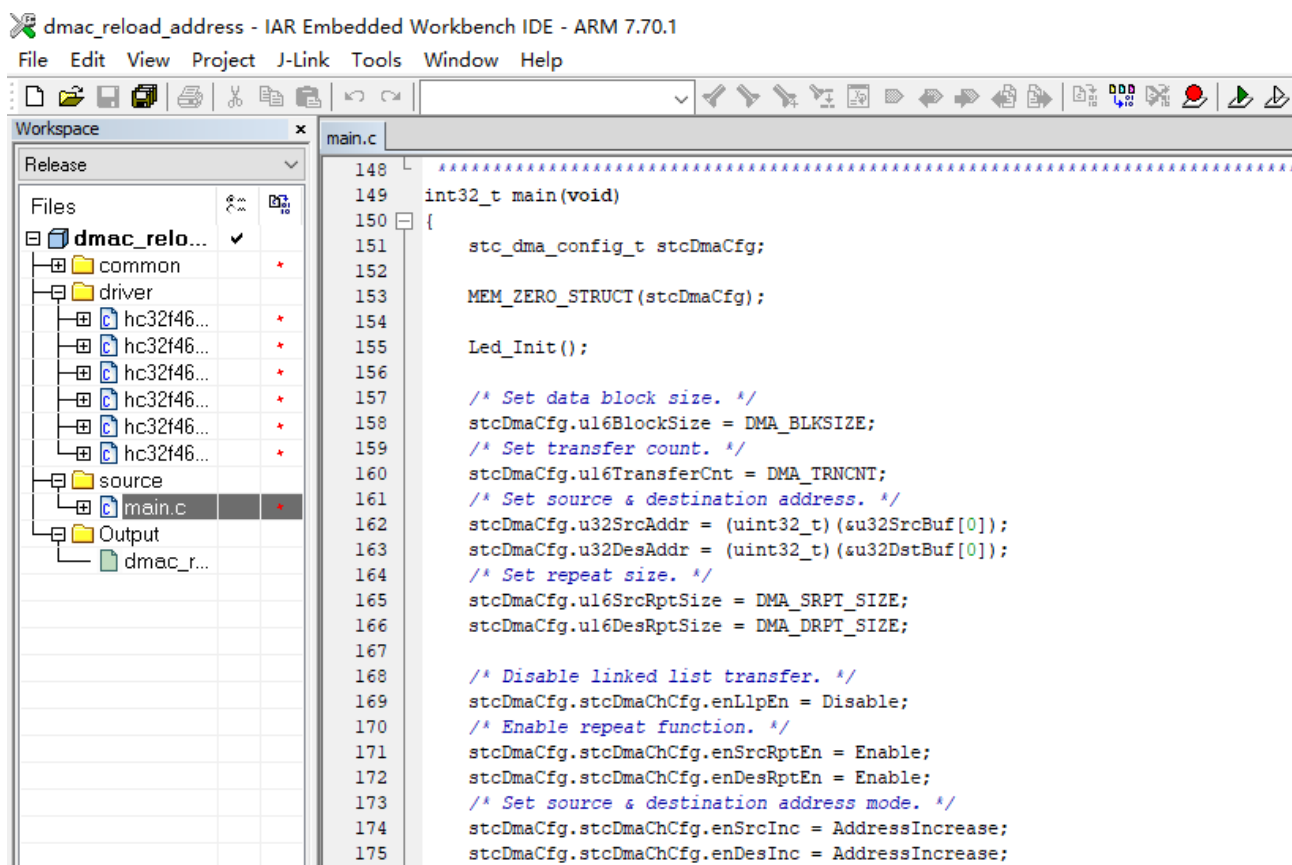 dmac_reload_address - IAR Embedded Workbench IDE - ARM 7.70.1
File Edit View Project J-Link Tools Window Help
Workspace
Release
Files
dmac_relo...
common
driver
hc32f46...
hc32f46...
hc32f46...
hc32f46...
hc32f46...
hc32f46...
source
main.c
Output
dmac_r...
main.c
148 ******************************************************************************
149 int32_t main(void)
150 {
151 stc_dma_config_t stcDmaCfg;
152
153 MEM_ZERO_STRUCT(stcDmaCfg);
154
155 Led_Init();
156
157 /* Set data block size. */
158 stcDmaCfg.u16BlockSize = DMA_BLKSIZE;
159 /* Set transfer count. */
160 stcDmaCfg.u16TransferCnt = DMA_TRNCNT;
161 /* Set source & destination address. */
162 stcDmaCfg.u32SrcAddr = (uint32_t)(&u32SrcBuf[0]);
163 stcDmaCfg.u32DesAddr = (uint32_t)(&u32DstBuf[0]);
164 /* Set repeat size. */
165 stcDmaCfg.u16SrcRptSize = DMA_SRPT_SIZE;
166 stcDmaCfg.u16DesRptSize = DMA_DRPT_SIZE;
167
168 /* Disable linked list transfer. */
169 stcDmaCfg.stcDmaChCfg.enLlpEn = Disable;
170 /* Enable repeat function. */
171 stcDmaCfg.stcDmaChCfg.enSrcRptEn = Enable;
172 stcDmaCfg.stcDmaChCfg.enDesRptEn = Enable;
173 /* Set source & destination address mode. */
174 stcDmaCfg.stcDmaChCfg.enSrcInc = AddressIncrease;
175 stcDmaCfg.stcDmaChCfg.enDesInc = AddressIncrease;